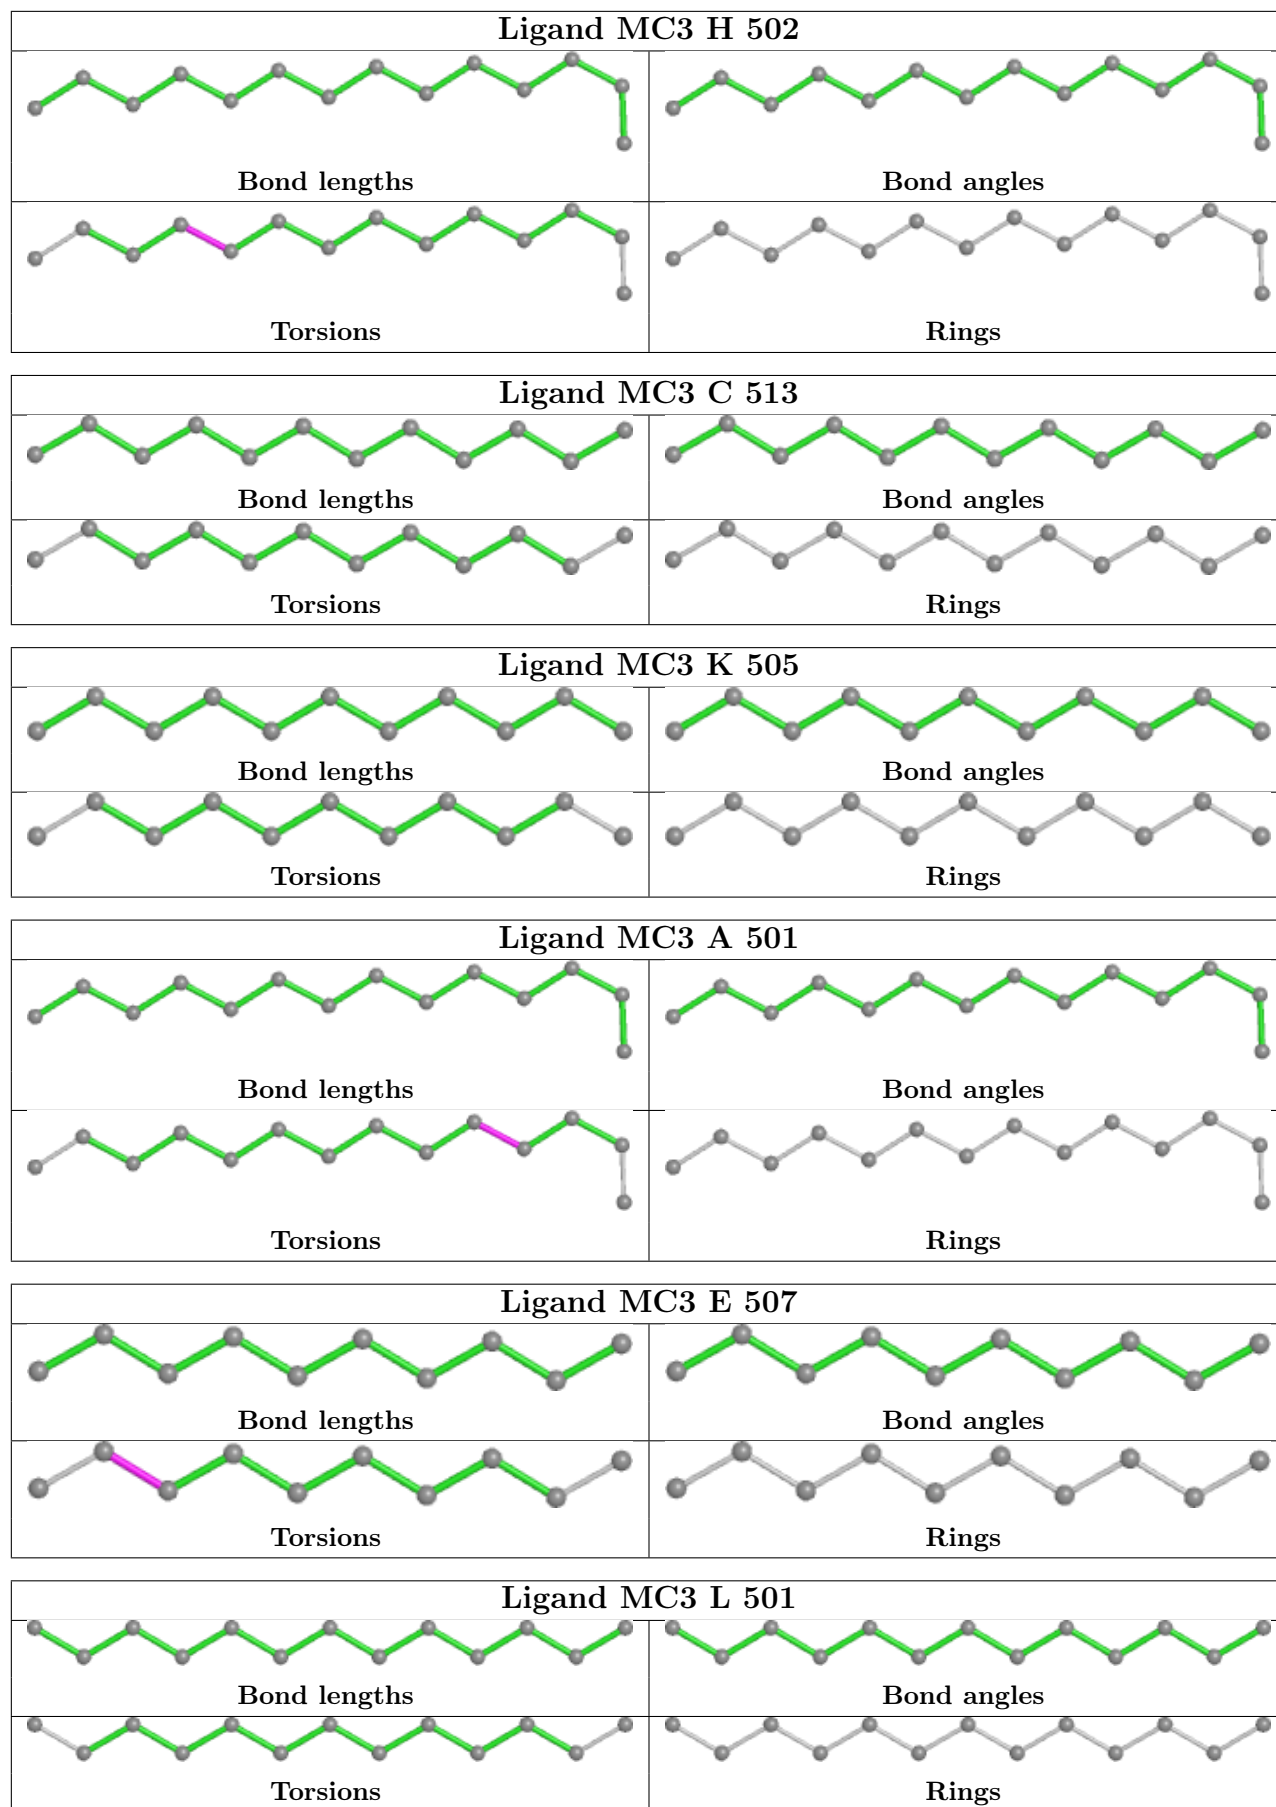 Ligand MC3 H 502
Bond lengths
Bond angles
Torsions
Rings
Ligand MC3 C 513
Bond lengths
Bond angles
Torsions
Rings
Ligand MC3 K 505
Bond lengths
Bond angles
Torsions
Rings
Ligand MC3 A 501
Bond lengths
Bond angles
Torsions
Rings
Ligand MC3 E 507
Bond lengths
Bond angles
Torsions
Rings
Ligand MC3 L 501
Bond lengths
Bond angles
Torsions
Rings